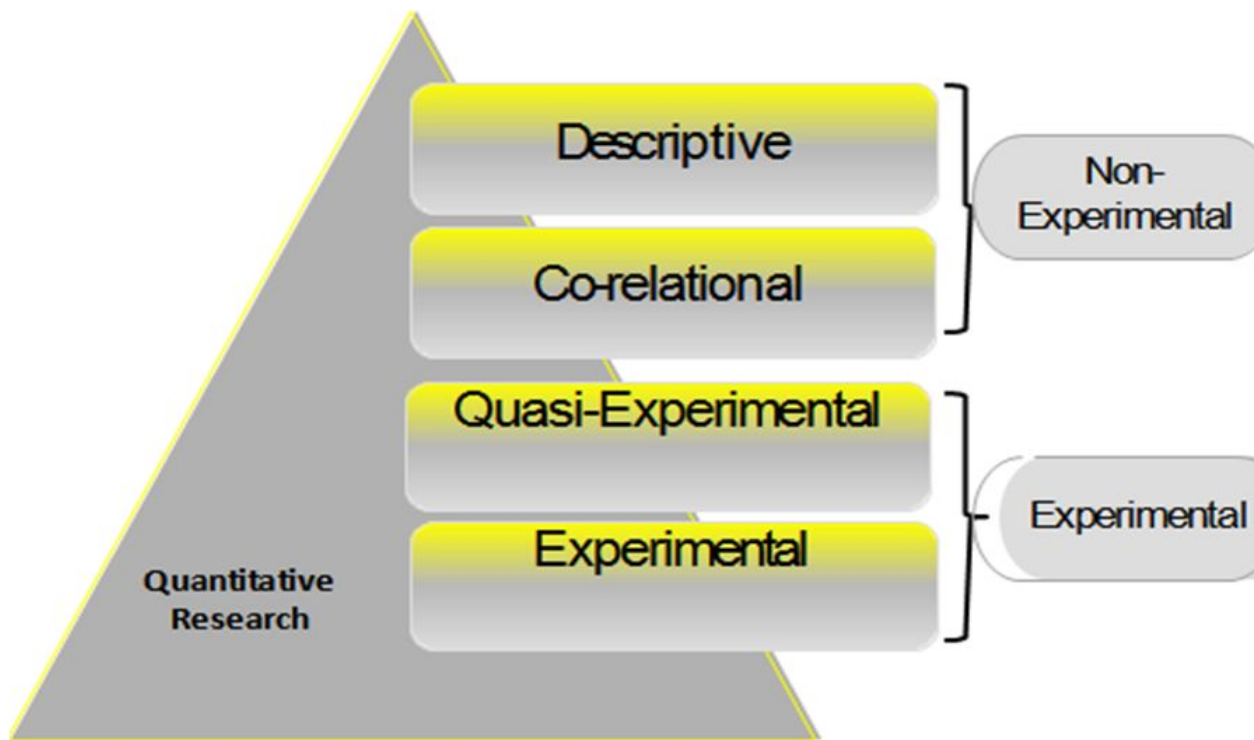 Descriptive
Non-
Experimental
Co-relational
Quasi-Experimental
Experimental
Experimental
Quantitative
Research